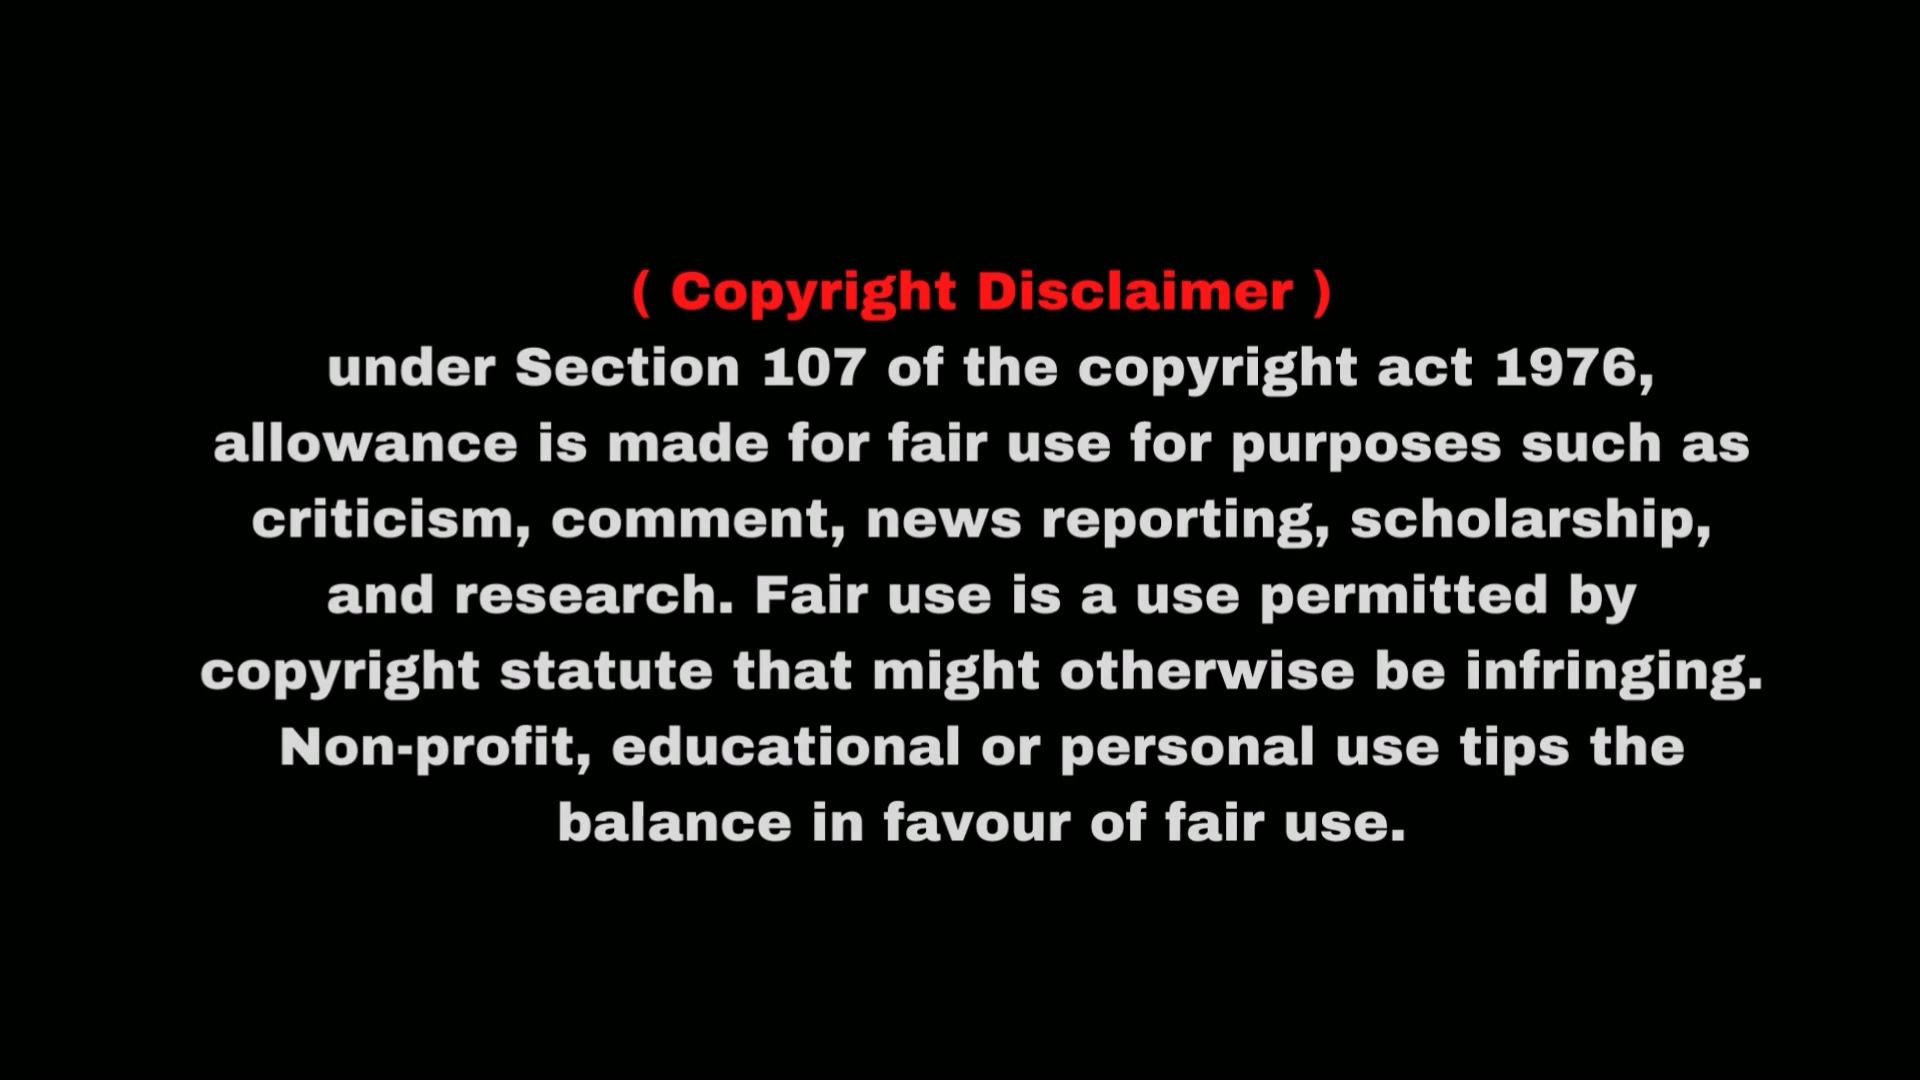 ( Copyright Disclaimer )
under Section 107 of the copyright act 1976,
allowance is made for fair use for purposes such as
criticism, comment, news reporting, scholarship,
and research. Fair use is a use permitted by
copyright statute that might otherwise be infringing.
Non-profit, educational or personal use tips the
balance in favour of fair use.